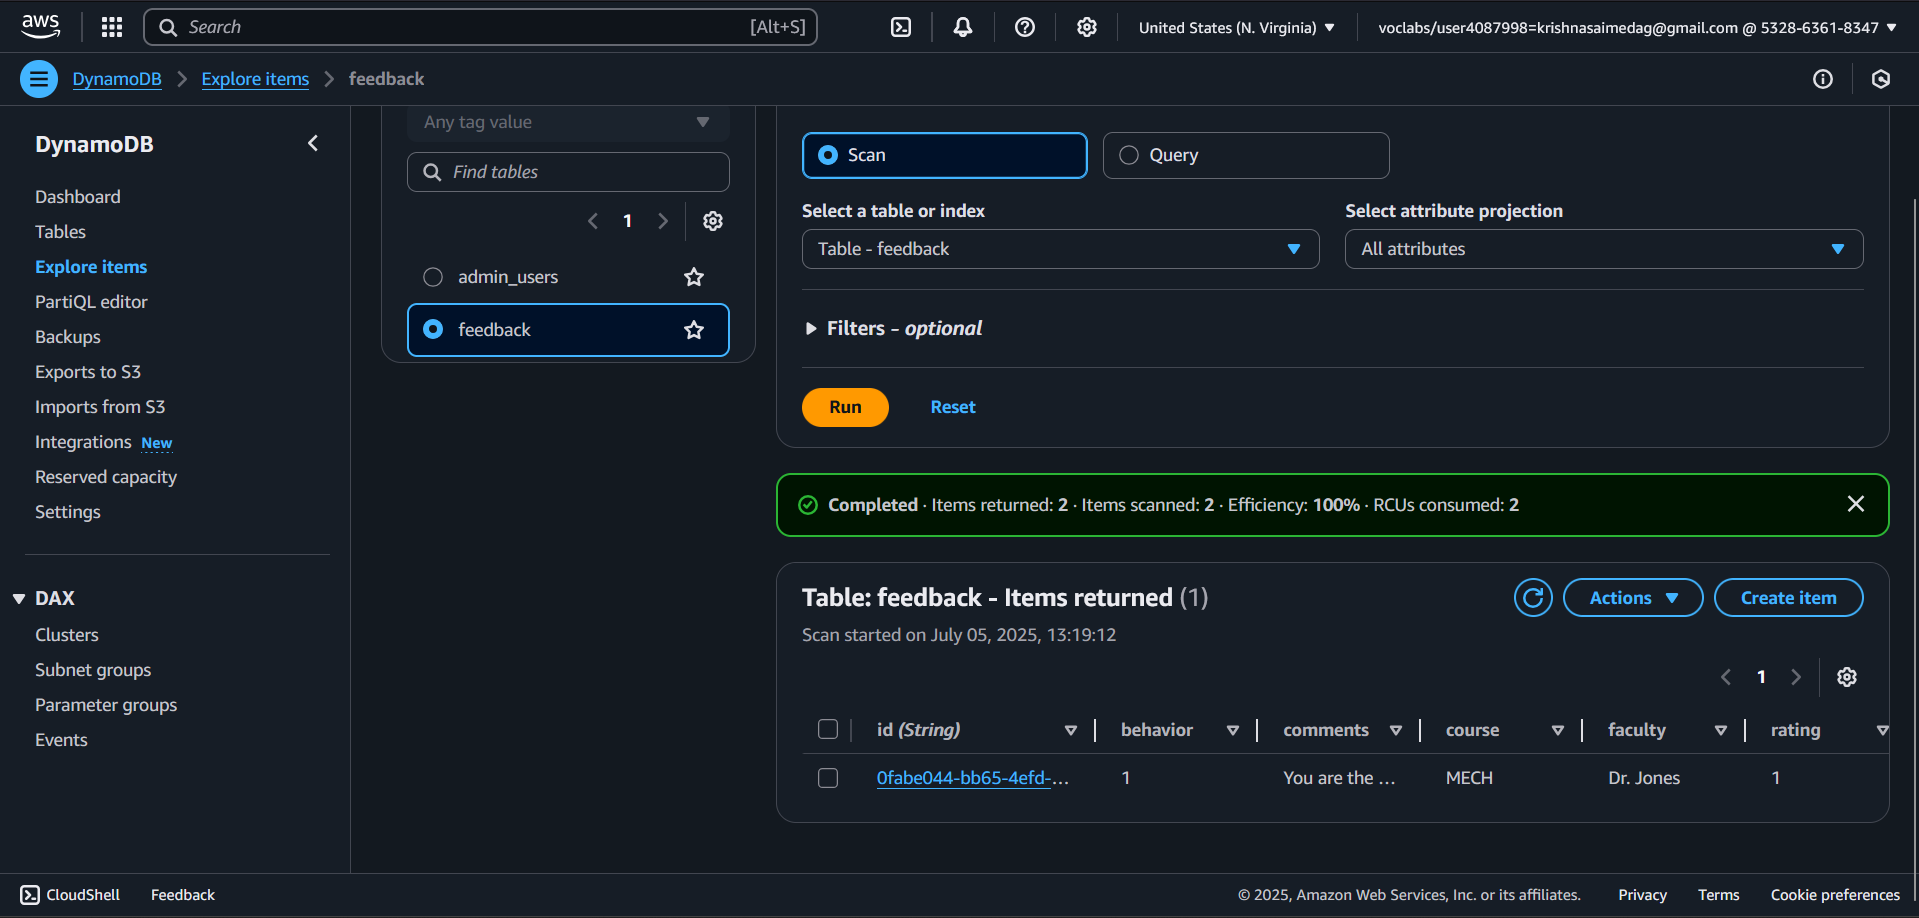 aws
Search [Alt+S]
United States (N. Virginia)
voclabs/user4087998=krishnasaimedag@gmail.com @ 5328-6361-8347
DynamoDB
Explore items
feedback
DynamoDB
Dashboard
Tables
Explore items
PartiQL editor
Backups
Exports to S3
Imports from S3
Integrations New
Reserved capacity
Settings
DAX
Clusters
Subnet groups
Parameter groups
Events
Any tag value
Find tables
1
admin_users
feedback
Scan
Query
Select a table or index
Table - feedback
Select attribute projection
All attributes
Filters - optional
Run
Reset
Completed · Items returned: 2 · Items scanned: 2 · Efficiency: 100% · RCUs consumed: 2
Table: feedback - Items returned (1)
Scan started on July 05, 2025, 13:19:12
Actions
Create item
1
id (String) behavior comments course faculty rating
0fabe044-bb65-4efd-... 1 You are the ... MECH Dr. Jones 1
CloudShell
Feedback
© 2025, Amazon Web Services, Inc. or its affiliates.
Privacy
Terms
Cookie preferences